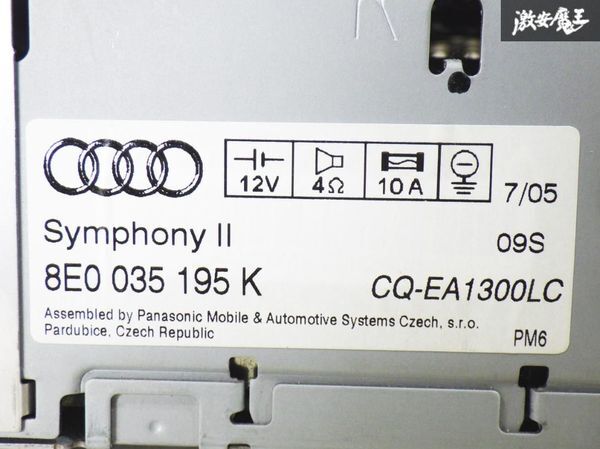 激安魔王
12V
4Ω
10A
7/05
Symphony II
09S
8E0 035 195 K
CQ-EA1300LC
Assembled by Panasonic Mobile & Automotive Systems Czech, s.r.o.
Pardubice, Czech Republic
PM6